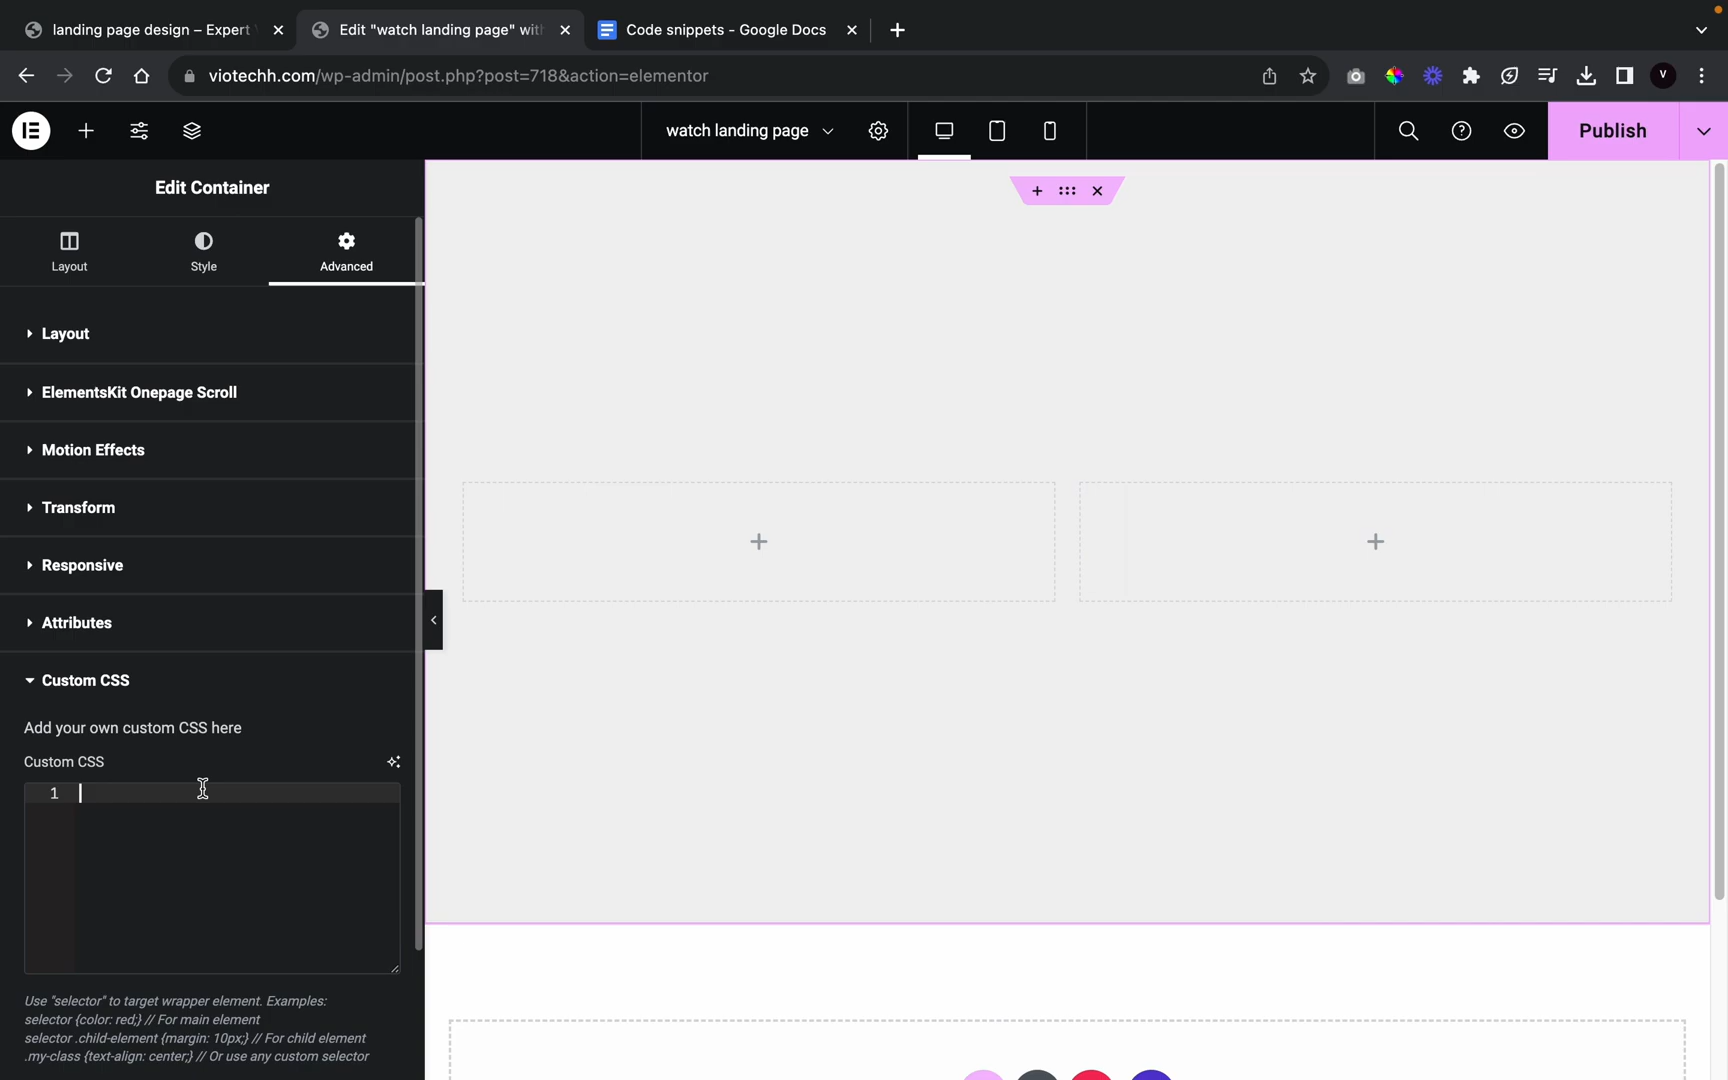 landing page design – Expert
Edit "watch landing page" with
Code snippets - Google Docs
viotechh.com/wp-admin/post.php?post=718&action=elementor
V
watch landing page
Publish
Edit Container
Layout
Style
Advanced
Layout
ElementsKit Onepage Scroll
Motion Effects
Transform
Responsive
Attributes
Custom CSS
Add your own custom CSS here
Custom CSS
1
Use "selector" to target wrapper element. Examples:
selector {color: red;} // For main element
selector .child-element {margin: 10px;} // For child element
.my-class {text-align: center;} // Or use any custom selector